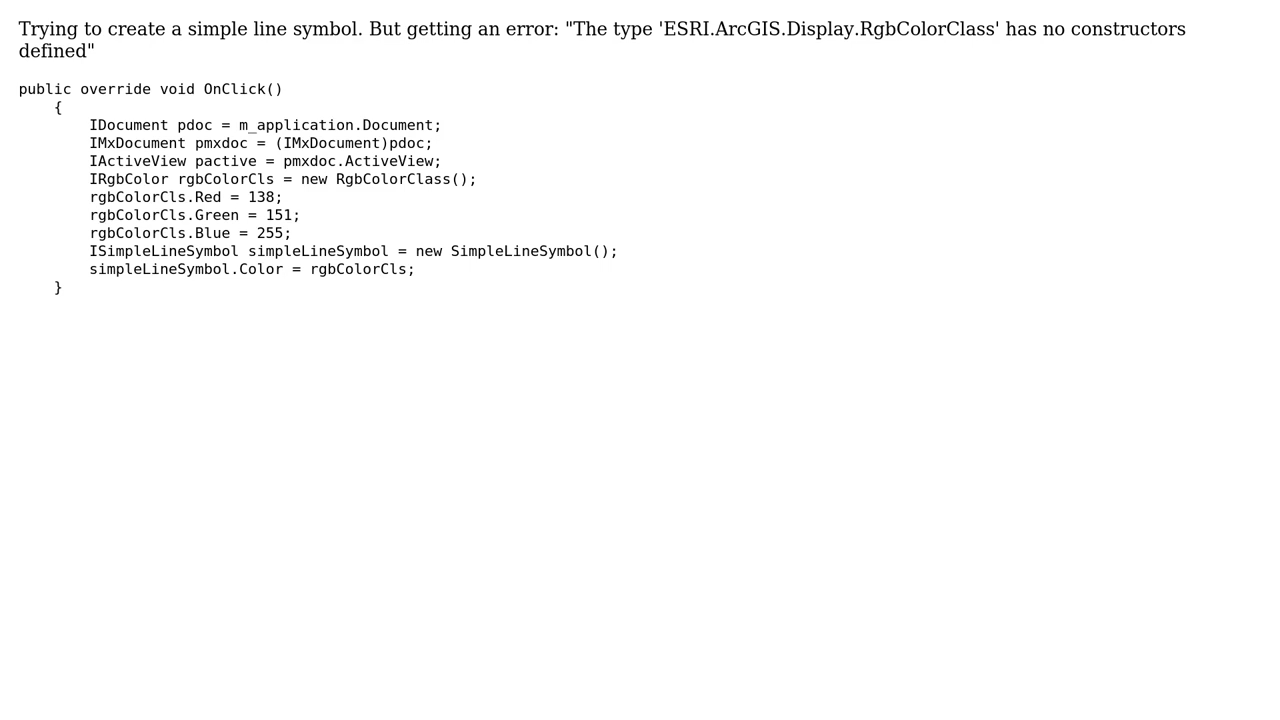 Trying to create a simple line symbol. But getting an error: "The type 'ESRI.ArcGIS.Display.RgbColorClass' has no constructors
defined"
public override void OnClick()
    {
        IDocument pdoc = m_application.Document;
        IMxDocument pmxdoc = (IMxDocument)pdoc;
        IActiveView pactive = pmxdoc.ActiveView;
        IRgbColor rgbColorCls = new RgbColorClass();
        rgbColorCls.Red = 138;
        rgbColorCls.Green = 151;
        rgbColorCls.Blue = 255;
        ISimpleLineSymbol simpleLineSymbol = new SimpleLineSymbol();
        simpleLineSymbol.Color = rgbColorCls;
    }